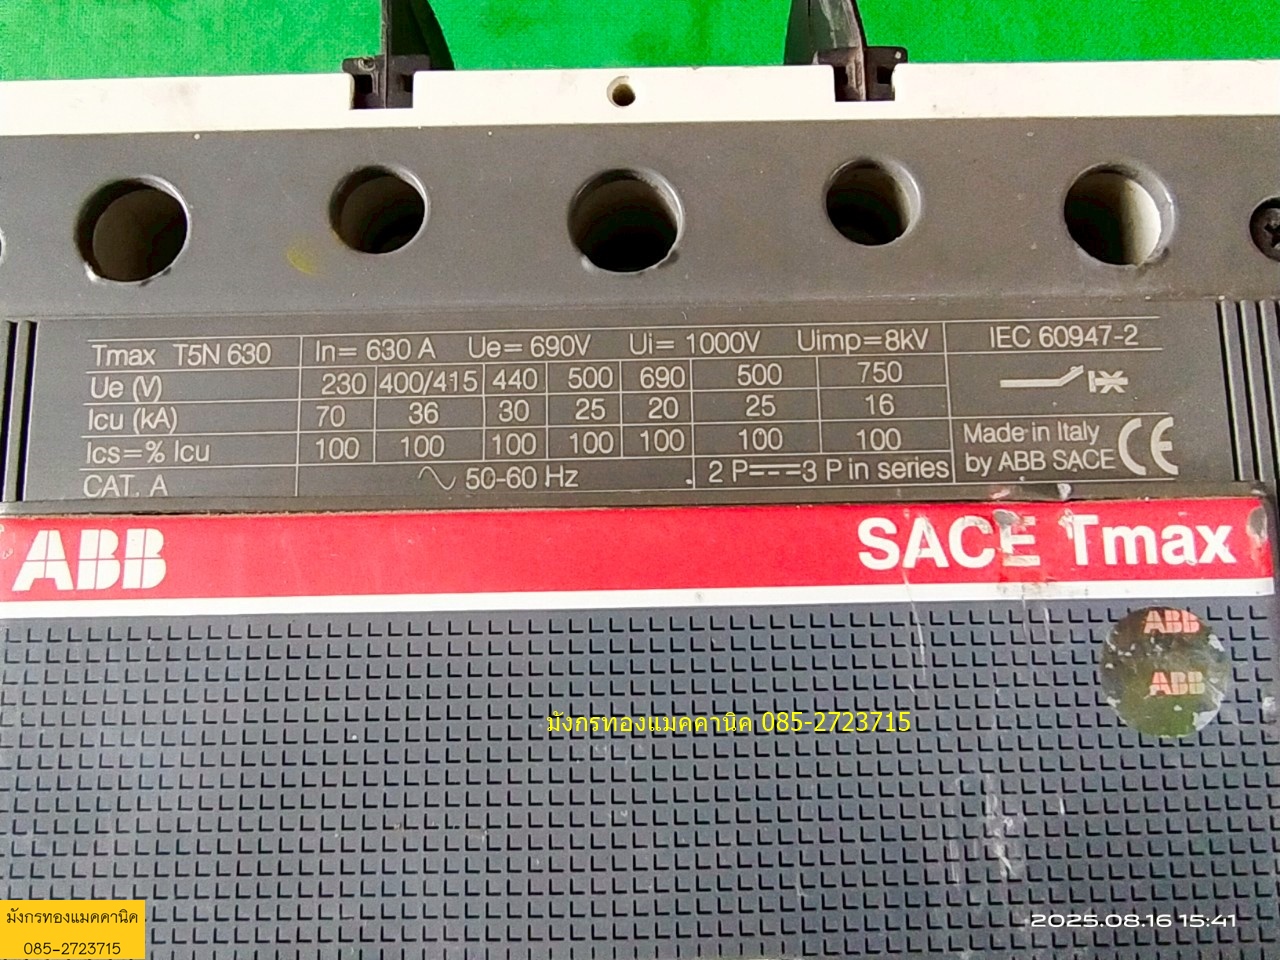 Tmax T5N 630 In= 630 A Ue= 690V Ui= 1000V Uimp=8kV IEC 60947-2
Ue (V) 230 400/415 440 500 690 500 750
Icu (kA) 70 36 30 25 20 25 16
Ics=% Icu 100 100 100 100 100 100 100 Made in Italy
by ABB SACE CE
CAT. A 50-60 Hz 2 P 3 P in series
ABB SACE Tmax
ABB
ABB
มังกรทองแมคคานิค 085-2723715
มังกรทองแมคคานิค
085-2723715
2025.08.16 15:41